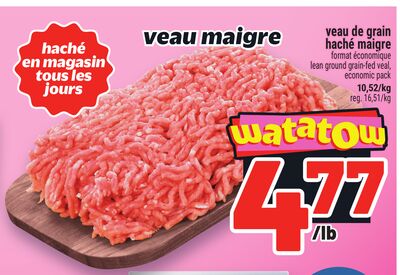 haché
en magasin
tous les
jours
veau maigre
veau de grain
haché maigre
format économique
lean ground grain-fed veal,
economic pack
10,52/kg
reg. 16,51/kg
watatow
4 77
/lb